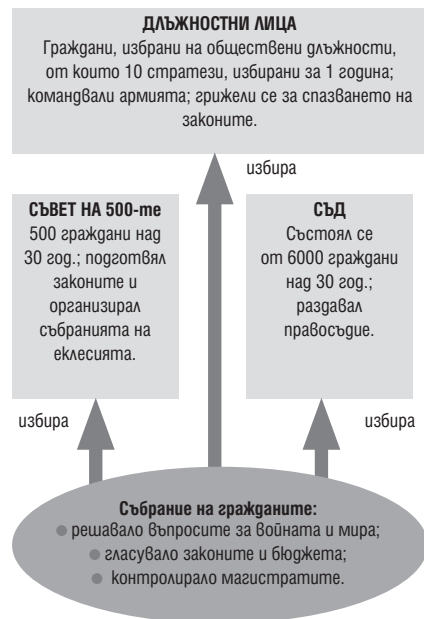 ДЛЪЖНОСТНИ ЛИЦА
Граждани, избрани на обществени длъжности,
от които 10 стратези, избирани за 1 година;
командвали армията; грижели се за спазването на
законите.
избира
СЪВЕТ НА 500-те
500 граждани над
30 год.; подготвял
законите и
организирал
събранията на
еклесията.
СЪД
Състоял се
от 6000 граждани
над 30 год.;
раздавал
правосъдие.
избира
избира
Събрание на гражданите:
● решавало въпросите за войната и мира;
● гласувало законите и бюджета;
● контролирало магистратите.